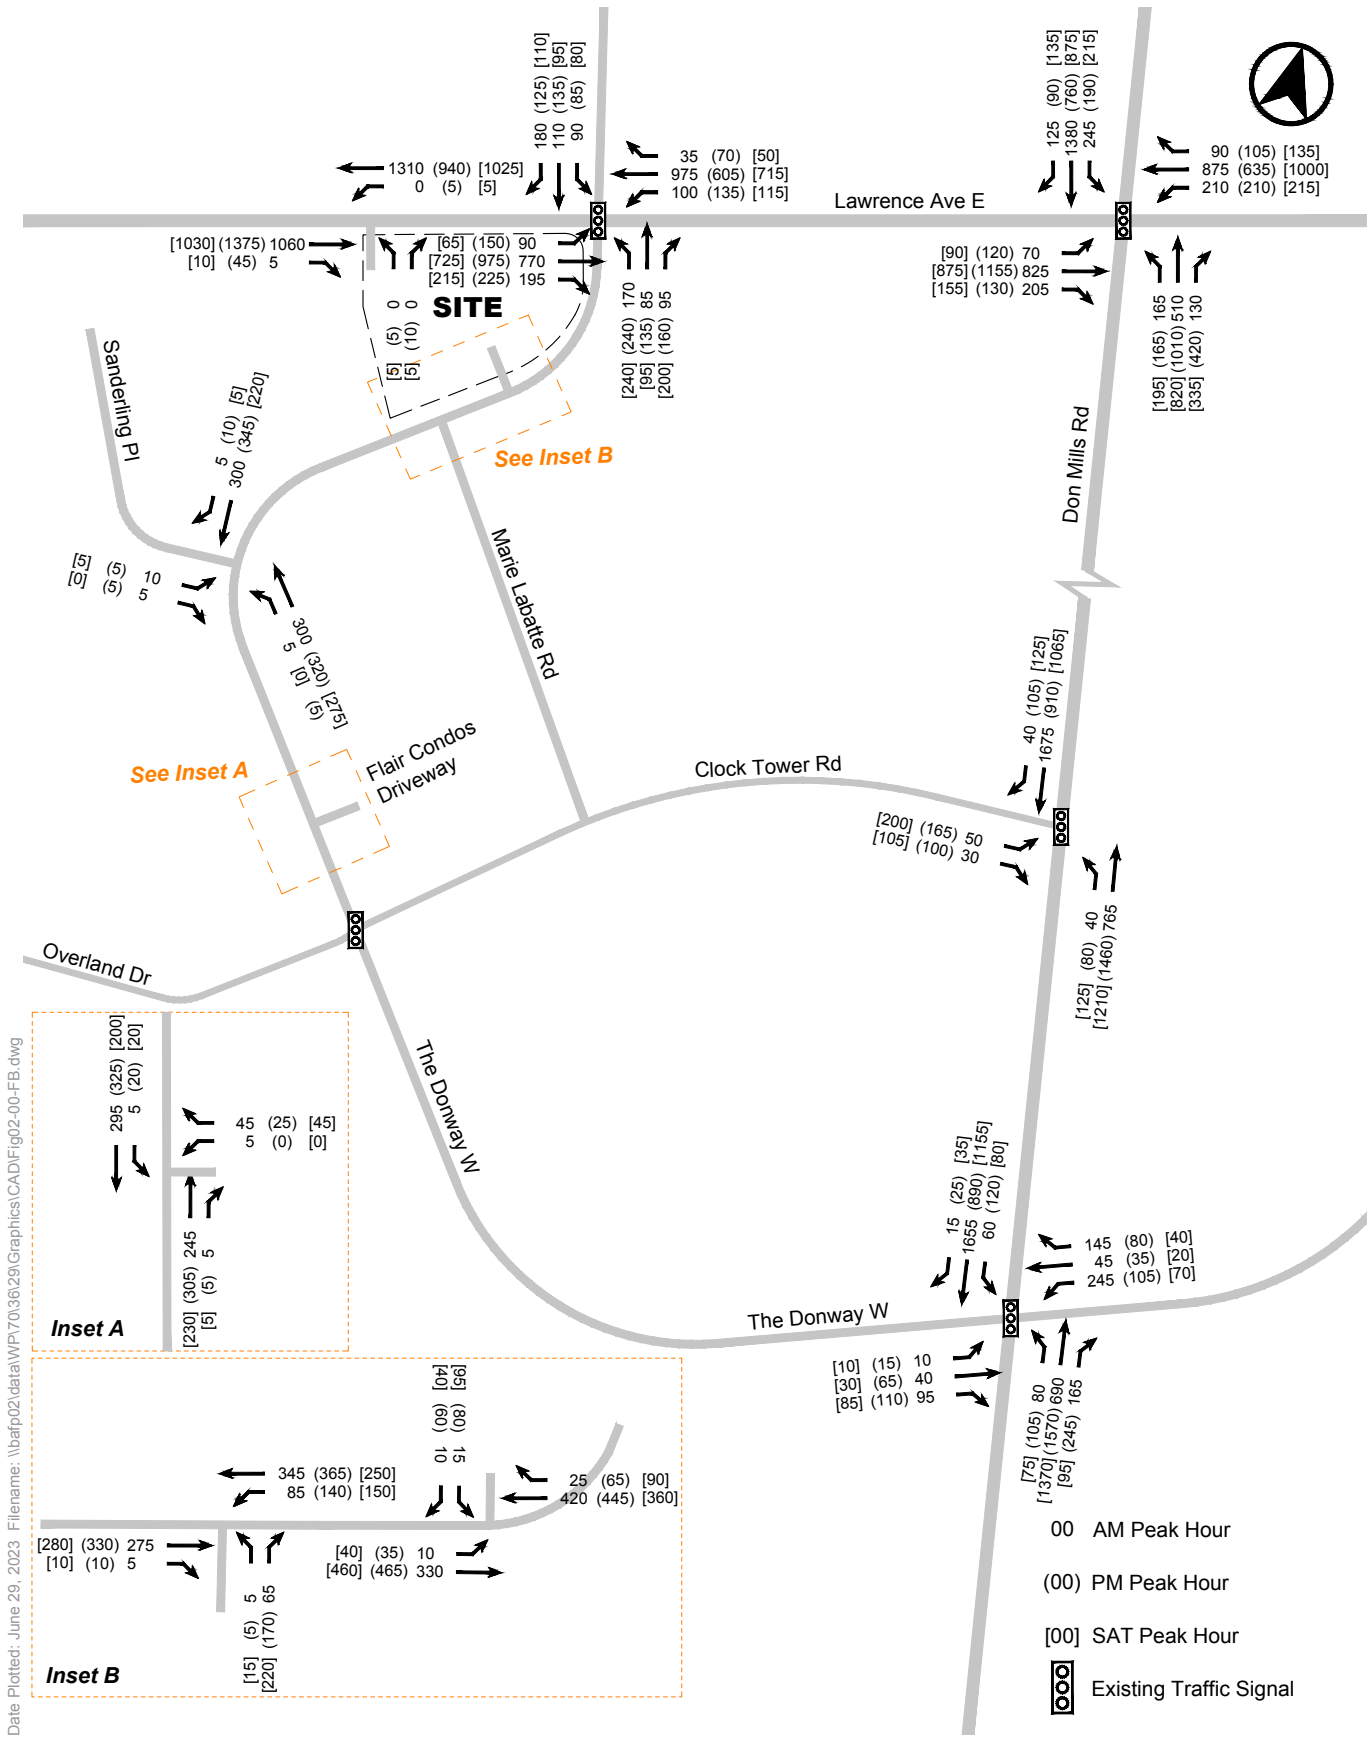 180 (125) [110]
110 (135) [95]
90 (85) [80]
125 (90) [135]
1380 (760) [875]
245 (190) [215]
1310 (940) [1025]
0 (5) [5]
35 (70) [50]
975 (605) [715]
100 (135) [115]
90 (105) [135]
875 (635) [1000]
210 (210) [215]
Lawrence Ave E
[1030] (1375) 1060
[10] (45) 5
[65] (150) 90
[725] (975) 770
[215] (225) 195
[90] (120) 70
[875] (1155) 825
[155] (130) 205
SITE
[5] (5) 0
[5] (10) 0
[240] (240) 170
[95] (135) 85
[200] (160) 95
[195] (165) 165
[820] (1010) 510
[335] (420) 130
Sanderling Pl
5 (10) [5]
300 (345) [220]
See Inset B
Don Mills Rd
[5] (5) 10
[0] (5) 5
Marie Labatte Rd
300 (320) [275]
5 [0] (5)
40 (105) [125]
1675 (910) [1065]
See Inset A
Flair Condos
Driveway
Clock Tower Rd
[200] (165) 50
[105] (100) 30
[125] (80) 40
[1210] (1460) 765
Overland Dr
The Donway W
295 (325) [200]
5 (20) [20]
45 (25) [45]
5 (0) [0]
[230] (305) 245
[5] (5) 5
Inset A
15 (25) [35]
1655 (890) [1155]
60 (120) [80]
145 (80) [40]
45 (35) [20]
245 (105) [70]
The Donway W
[10] (15) 10
[30] (65) 40
[85] (110) 95
[75] (105) 80
[1370] (1570) 690
[95] (245) 165
[40] (60) 10
[95] (80) 15
345 (365) [250]
85 (140) [150]
25 (65) [90]
420 (445) [360]
[280] (330) 275
[10] (10) 5
[40] (35) 10
[460] (465) 330
[15] (5) 5
[220] (170) 65
Inset B
00 AM Peak Hour
(00) PM Peak Hour
[00] SAT Peak Hour
Existing Traffic Signal
Date Plotted: June 29, 2023 Filename: \\bafp02\data\WP\70\36\29\Graphics\CAD\Fig02-00-FB.dwg